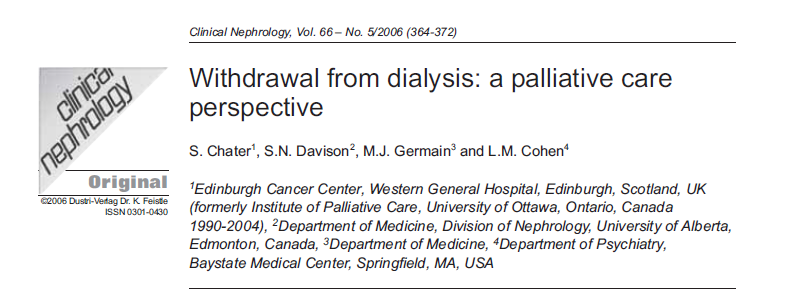 Clinical Nephrology, Vol. 66 – No. 5/2006 (364-372)
clinical
nephrology
Original
©2006 Dustri-Verlag Dr. K. Feistle
ISSN 0301-0430
Withdrawal from dialysis: a palliative care
perspective
S. Chater1, S.N. Davison2, M.J. Germain3 and L.M. Cohen4
1Edinburgh Cancer Center, Western General Hospital, Edinburgh, Scotland, UK
(formerly Institute of Palliative Care, University of Ottawa, Ontario, Canada
1990-2004), 2Department of Medicine, Division of Nephrology, University of Alberta,
Edmonton, Canada, 3Department of Medicine, 4Department of Psychiatry,
Baystate Medical Center, Springfield, MA, USA